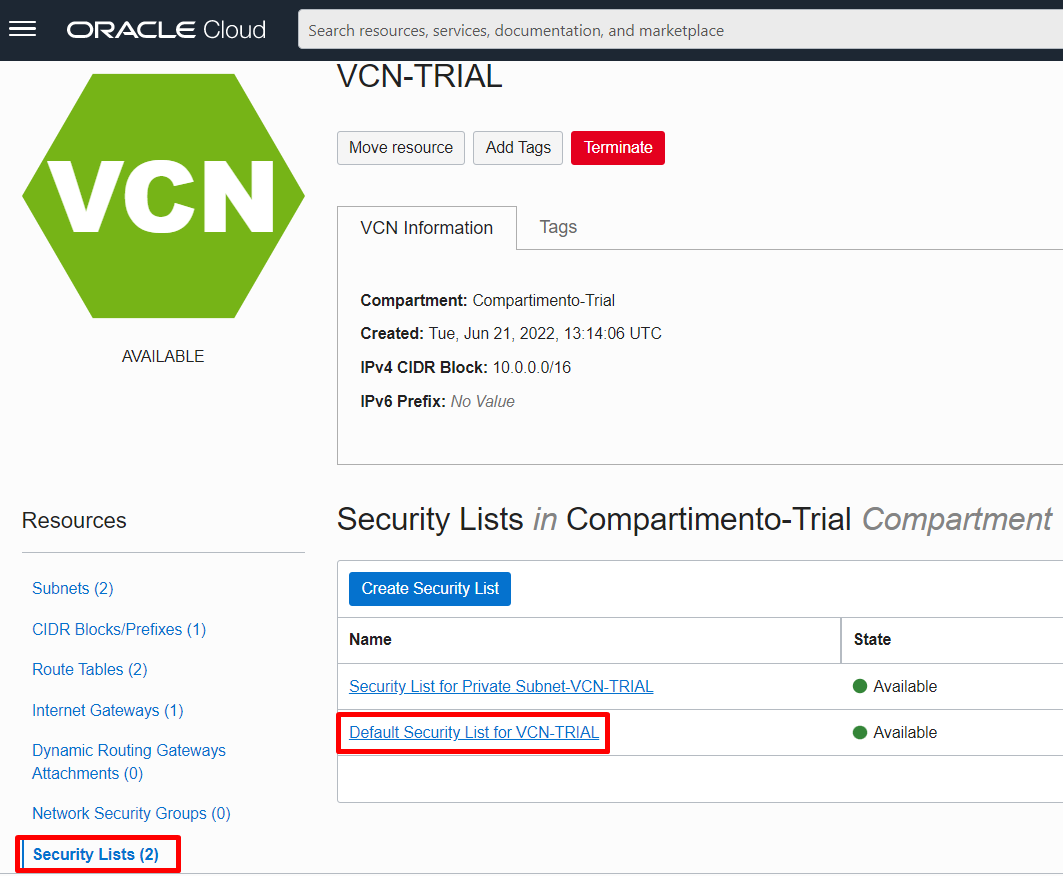 ORACLE Cloud
Search resources, services, documentation, and marketplace
VCN
AVAILABLE
VCN-TRIAL
Move resource
Add Tags
Terminate
VCN Information
Tags
Compartment: Compartimento-Trial
Created: Tue, Jun 21, 2022, 13:14:06 UTC
IPv4 CIDR Block: 10.0.0.0/16
IPv6 Prefix: No Value
Resources
Subnets (2)
CIDR Blocks/Prefixes (1)
Route Tables (2)
Internet Gateways (1)
Dynamic Routing Gateways
Attachments (0)
Network Security Groups (0)
Security Lists (2)
Security Lists in Compartimento-Trial Compartment
Create Security List
Name State
Security List for Private Subnet-VCN-TRIAL Available
Default Security List for VCN-TRIAL Available